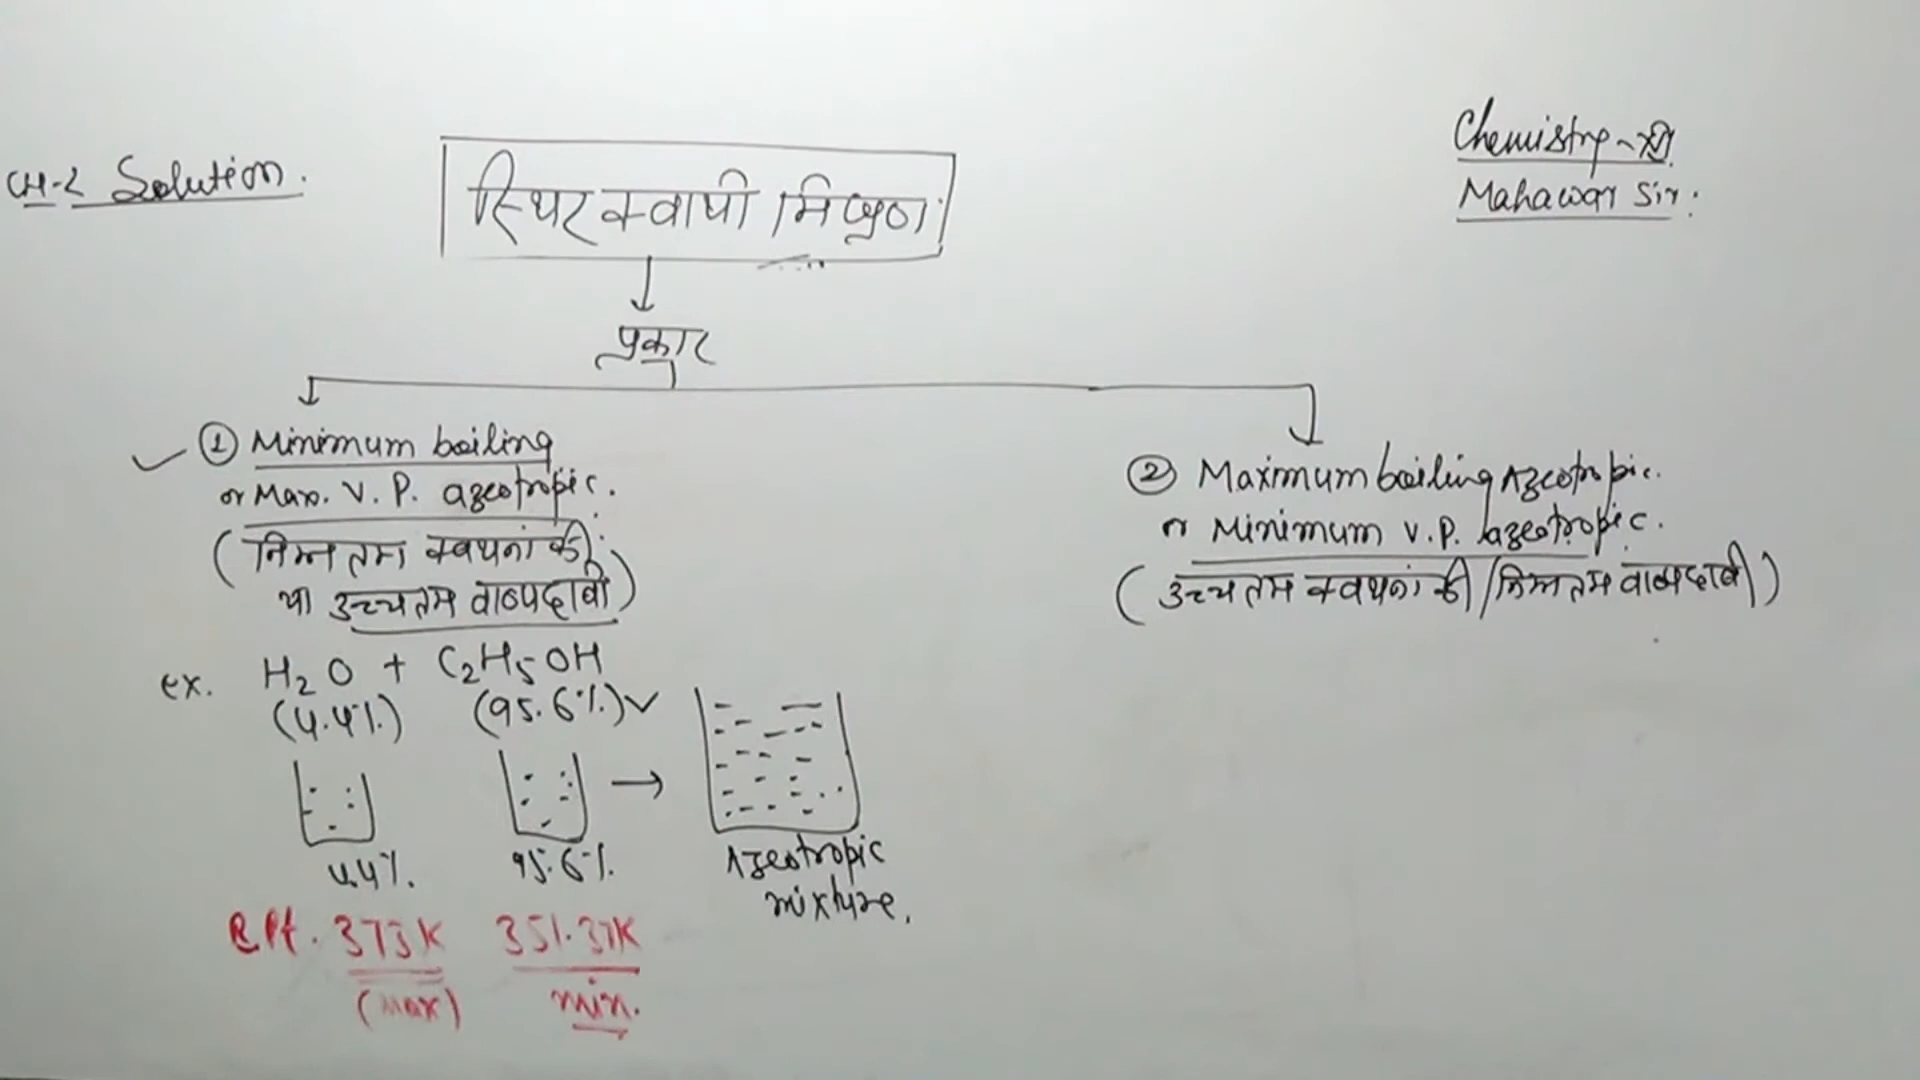 CH-2 Solution.
स्थिर क्वाथी मिश्रण
Chemistry - XII
Mahawar Sir.
प्रकार
① Minimum boiling
or Max. V. P. azeotropic.
(निम्नतम क्वथनांकी
या उच्चतम वाष्पदाबी)
② Maximum boiling Azeotropic.
or Minimum V.P. azeotropic.
(उच्चतम क्वथनांकी / निम्नतम वाष्पदाबी)
ex. H₂O + C₂H₅OH
(4.4%) (95.6%)
4.4% 95.6%
Azeotropic
mixture.
B.Pt. 373K 351.37K
(Max) min.